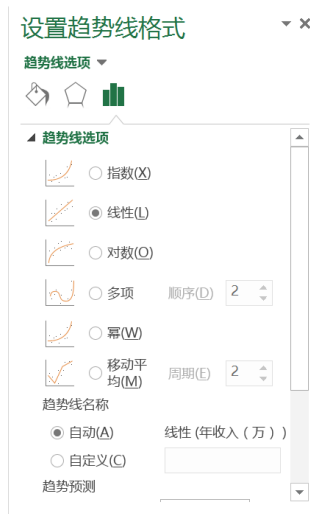 设置趋势线格式
趋势线选项
趋势线选项
指数(X)
线性(L)
对数(O)
多项 顺序(D) 2
幂(W)
移动平
均(M) 周期(E) 2
趋势线名称
自动(A) 线性 (年收入（万）)
自定义(C)
趋势预测